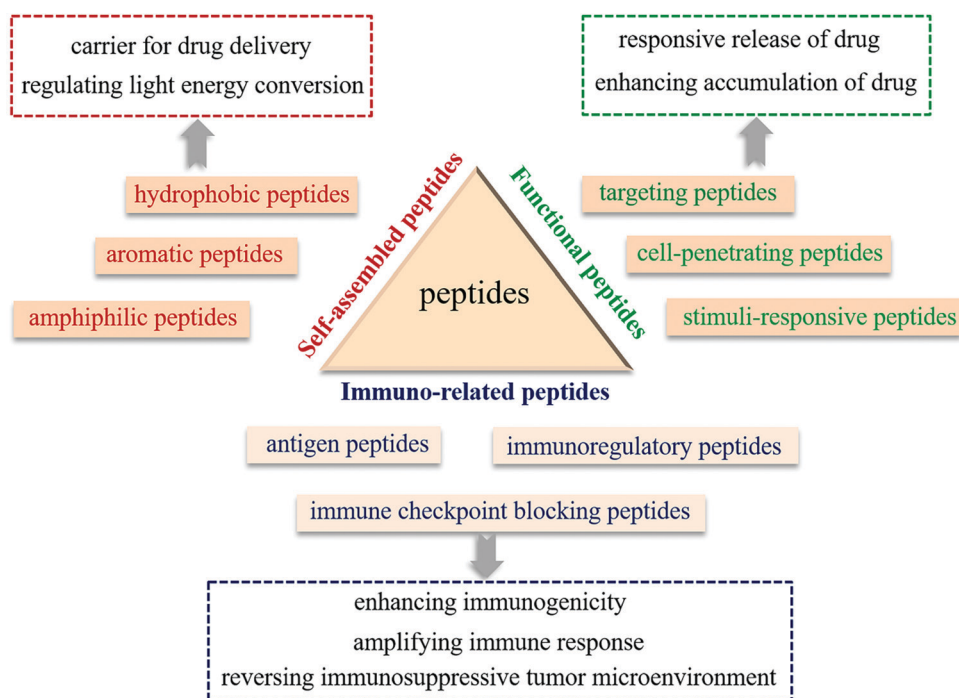 carrier for drug delivery
regulating light energy conversion
responsive release of drug
enhancing accumulation of drug
hydrophobic peptides
aromatic peptides
amphiphilic peptides
Self-assembled peptides
peptides
Functional peptides
targeting peptides
cell-penetrating peptides
stimuli-responsive peptides
Immuno-related peptides
antigen peptides
immunoregulatory peptides
immune checkpoint blocking peptides
enhancing immunogenicity
amplifying immune response
reversing immunosuppressive tumor microenvironment